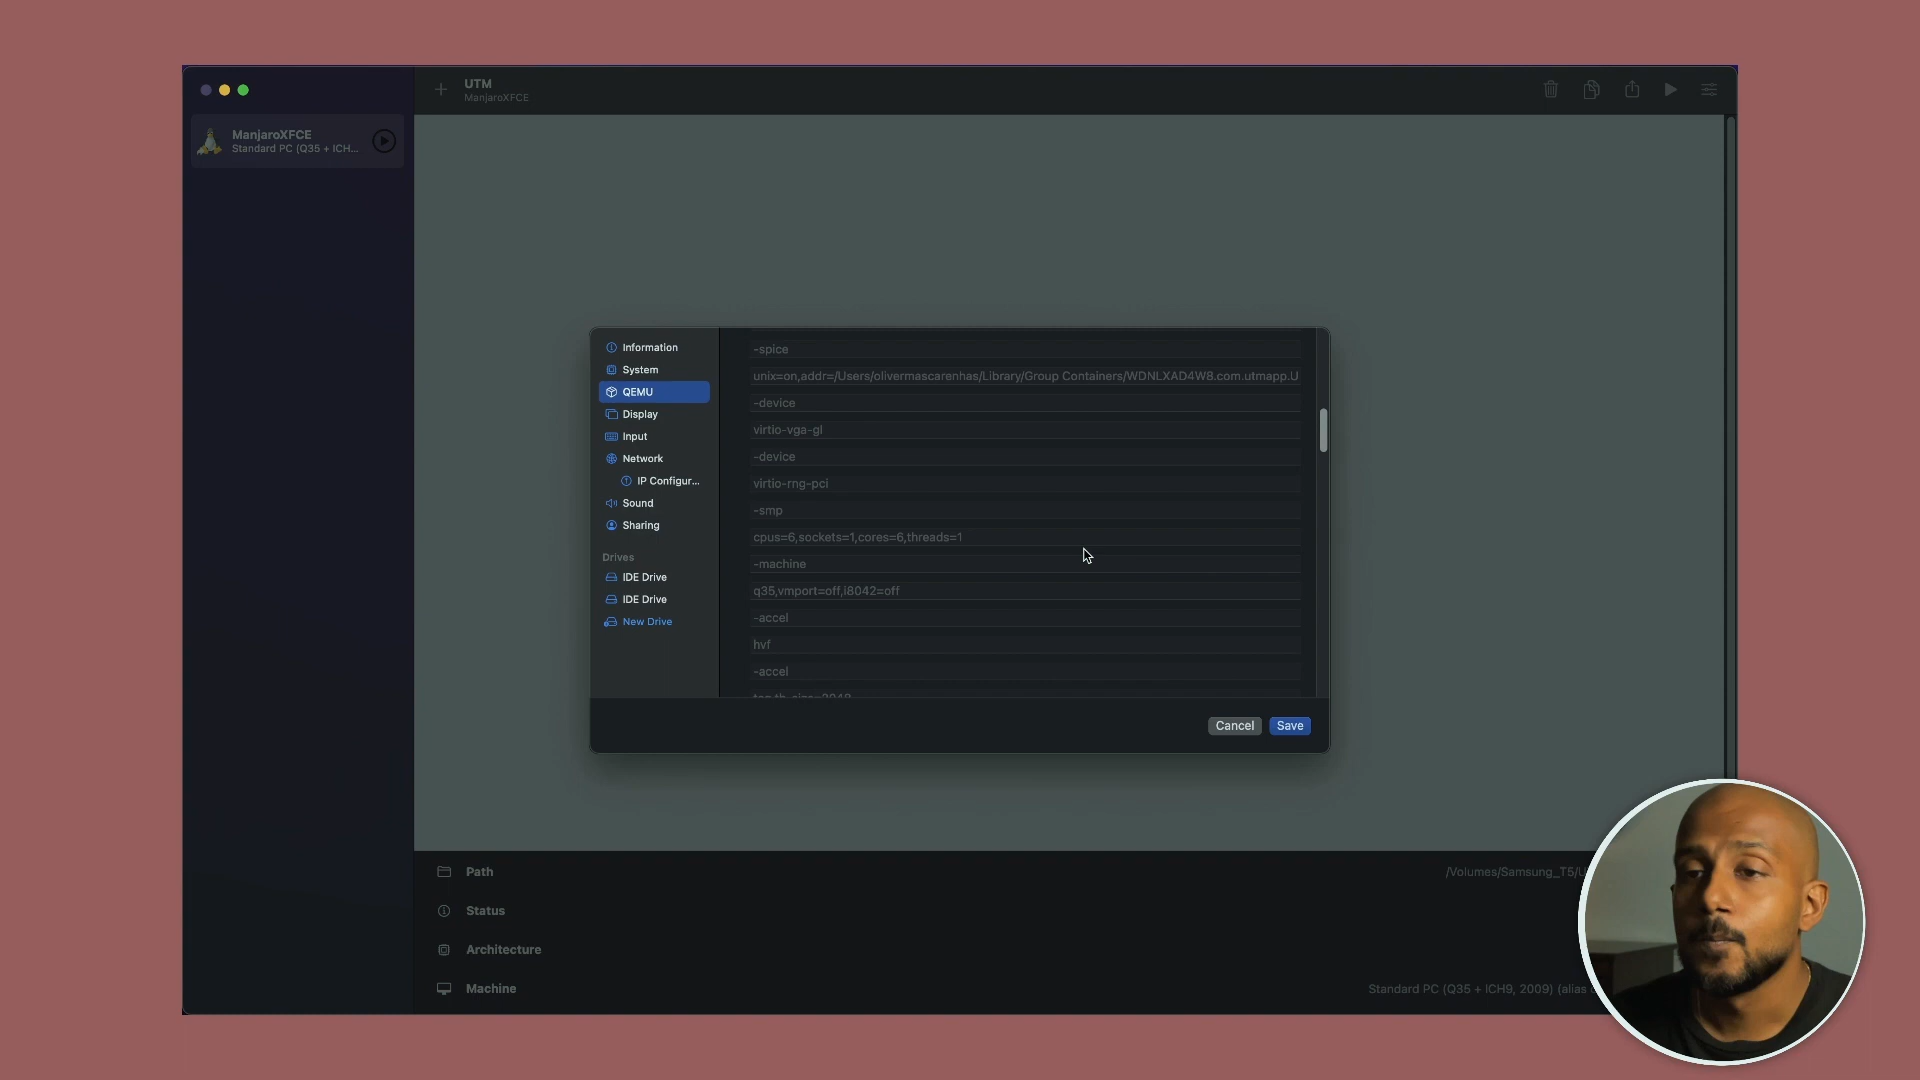 UTM
ManjaroXFCE
ManjaroXFCE
Standard PC (Q35 + ICH...
Information
System
QEMU
Display
Input
Network
IP Configur...
Sound
Sharing
Drives
IDE Drive
IDE Drive
New Drive
-spice
unix=on,addr=/Users/olivermascarenhas/Library/Group Containers/WDNLXAD4W8.com.utmapp.U
-device
virtio-vga-gl
-device
virtio-rng-pci
-smp
cpus=6,sockets=1,cores=6,threads=1
-machine
q35,vmport=off,i8042=off
-accel
hvf
-accel
Cancel
Save
Path
/Volumes/Samsung_T5/U
Status
Architecture
Machine
Standard PC (Q35 + ICH9, 2009) (alias